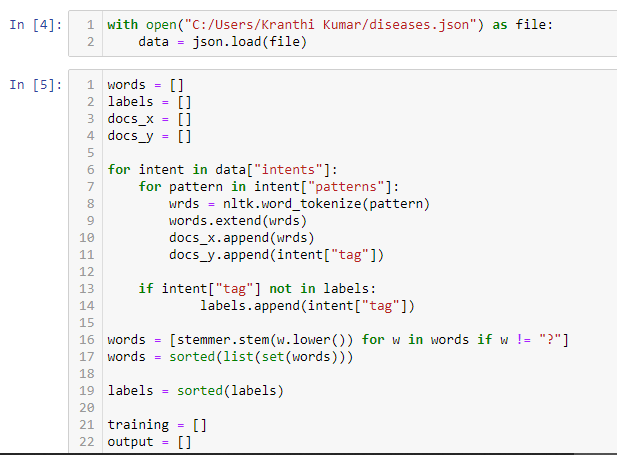 In [4]:
1 with open("C:/Users/Kranthi Kumar/diseases.json") as file:
2     data = json.load(file)
In [5]:
1 words = []
2 labels = []
3 docs_x = []
4 docs_y = []
5
6 for intent in data["intents"]:
7     for pattern in intent["patterns"]:
8         wrds = nltk.word_tokenize(pattern)
9         words.extend(wrds)
10         docs_x.append(wrds)
11         docs_y.append(intent["tag"])
12
13     if intent["tag"] not in labels:
14             labels.append(intent["tag"])
15
16 words = [stemmer.stem(w.lower()) for w in words if w != "?"]
17 words = sorted(list(set(words)))
18
19 labels = sorted(labels)
20
21 training = []
22 output = []